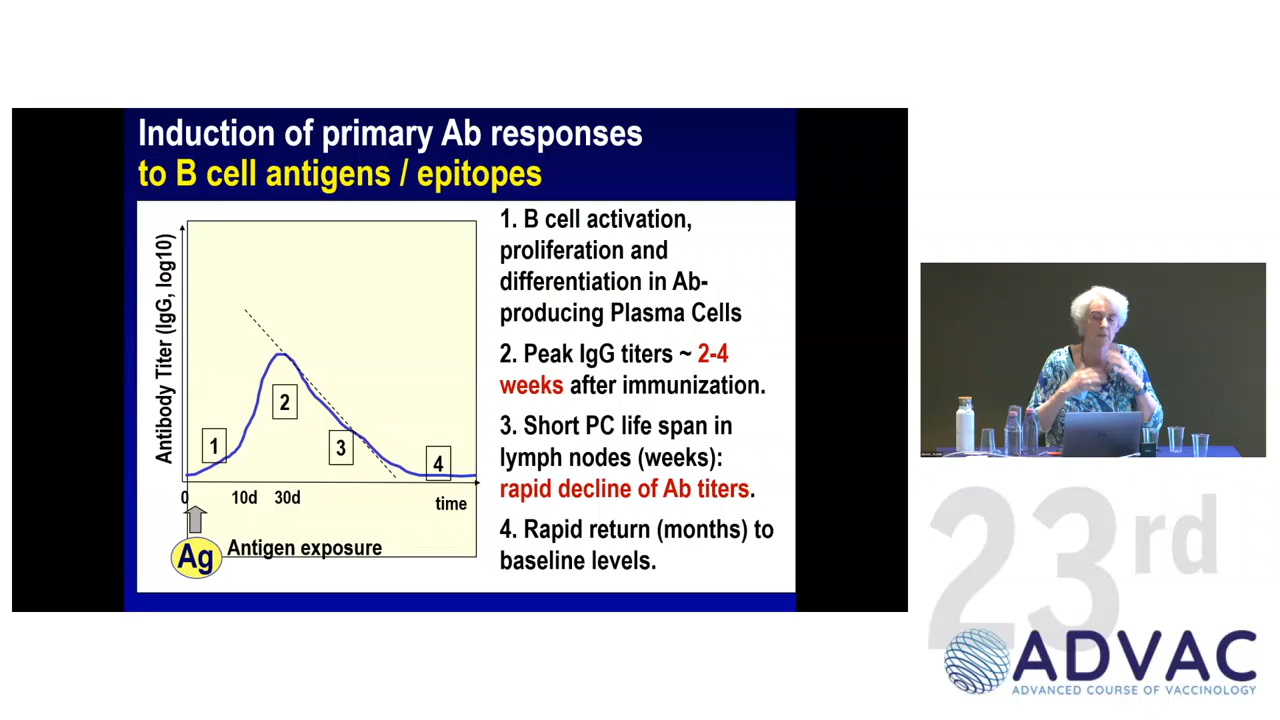 Induction of primary Ab responses
to B cell antigens / epitopes
Antibody Titer (IgG, log10)
1
2
3
4
0
10d
30d
time
Ag
Antigen exposure
1. B cell activation,
proliferation and
differentiation in Ab-
producing Plasma Cells
2. Peak IgG titers ~ 2-4
weeks after immunization.
3. Short PC life span in
lymph nodes (weeks):
rapid decline of Ab titers.
4. Rapid return (months) to
baseline levels.
23rd
ADVAC
ADVANCED COURSE OF VACCINOLOGY